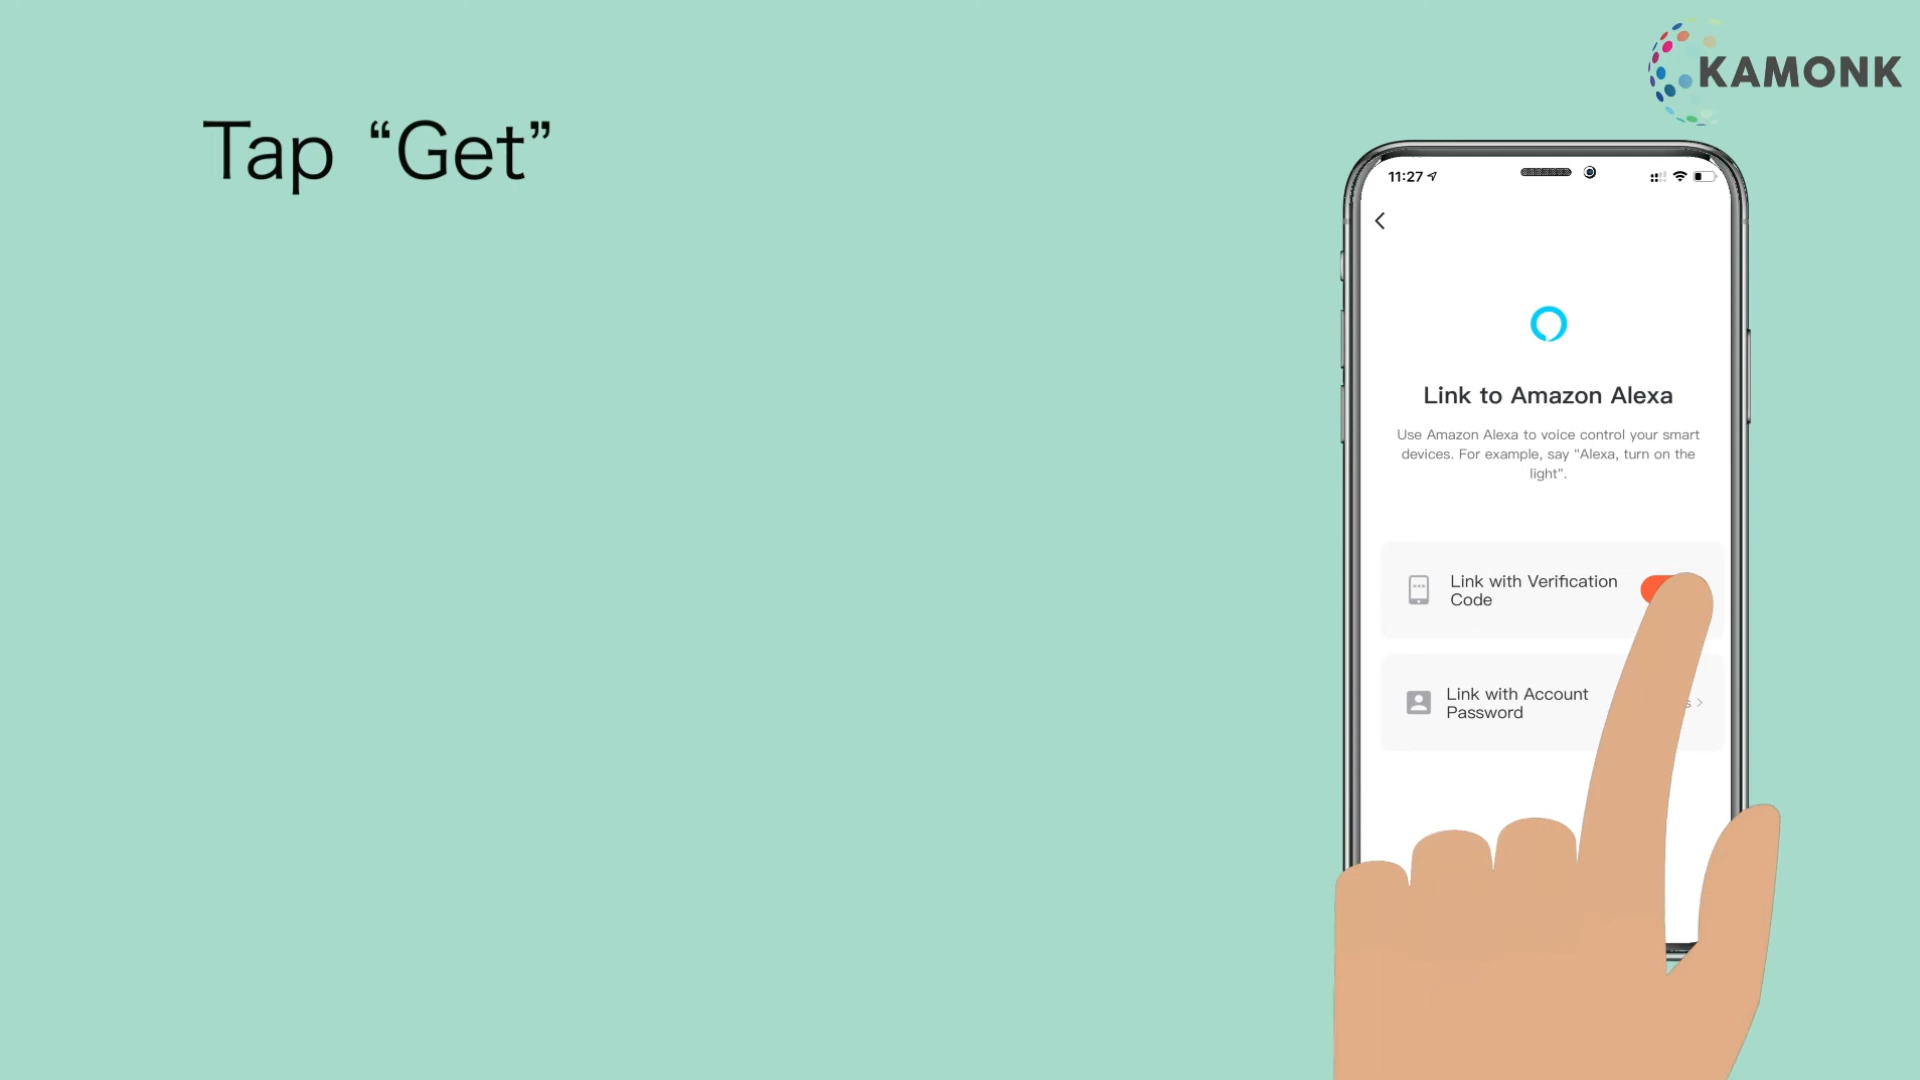 KAMONK
Tap “Get”
11:27
Link to Amazon Alexa
Use Amazon Alexa to voice control your smart
devices. For example, say "Alexa, turn on the
light".
Link with Verification
Code
Link with Account
Password